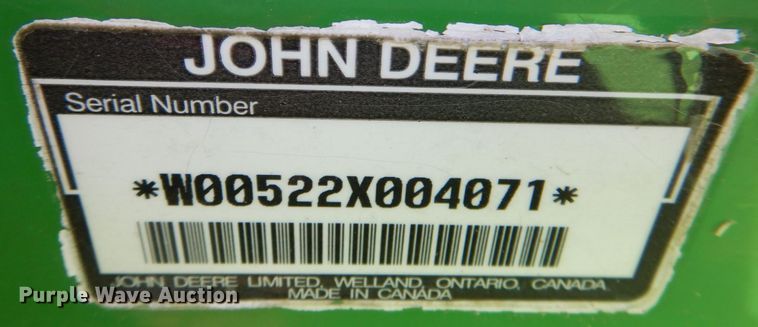 JOHN DEERE
Serial Number
*W00522X004071*
JOHN DEERE LIMITED, WELLAND, ONTARIO, CANADA
MADE IN CANADA
Purple Wave Auction